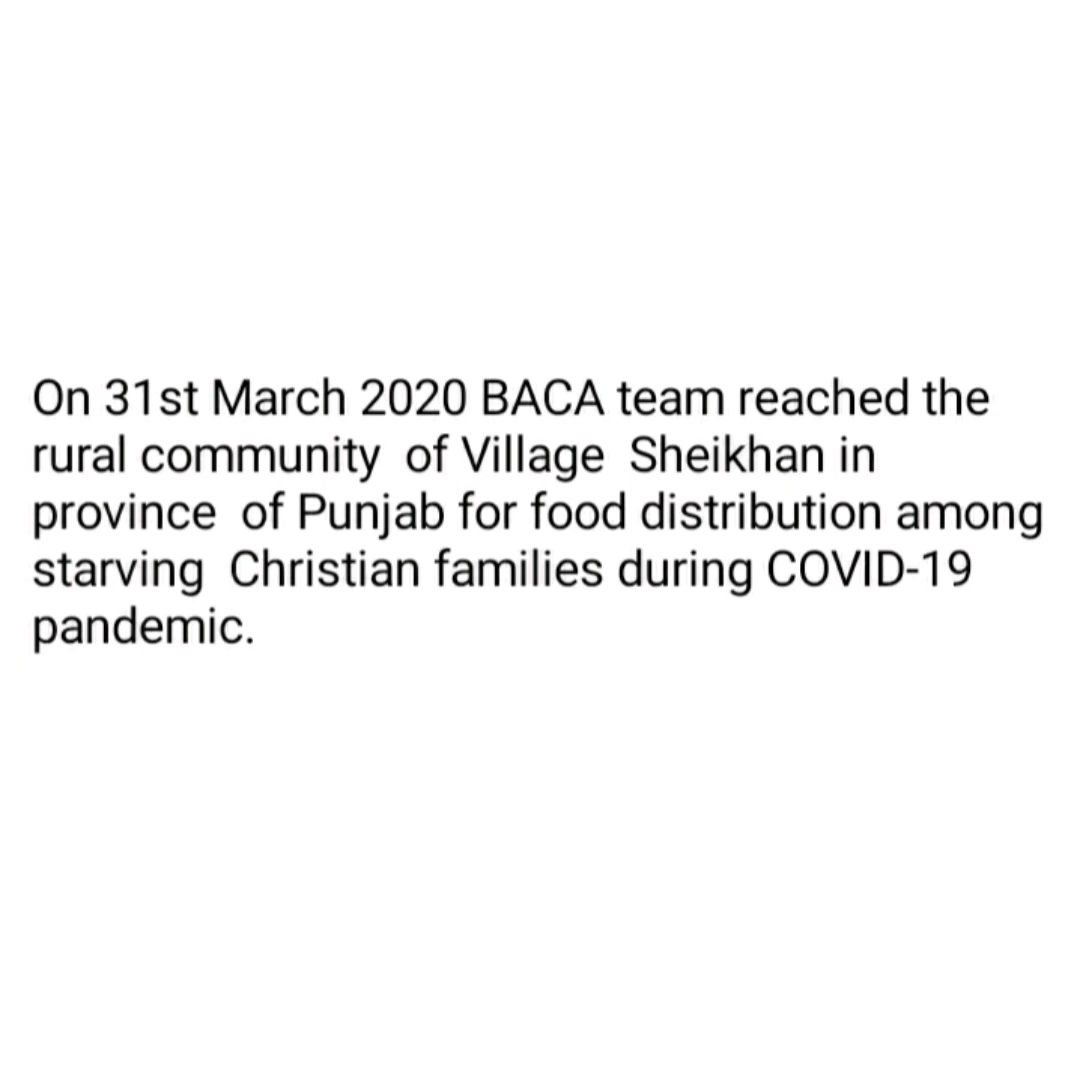 On 31st March 2020 BACA team reached the
rural community  of Village  Sheikhan in
province  of Punjab for food distribution among
starving  Christian families during COVID-19
pandemic.